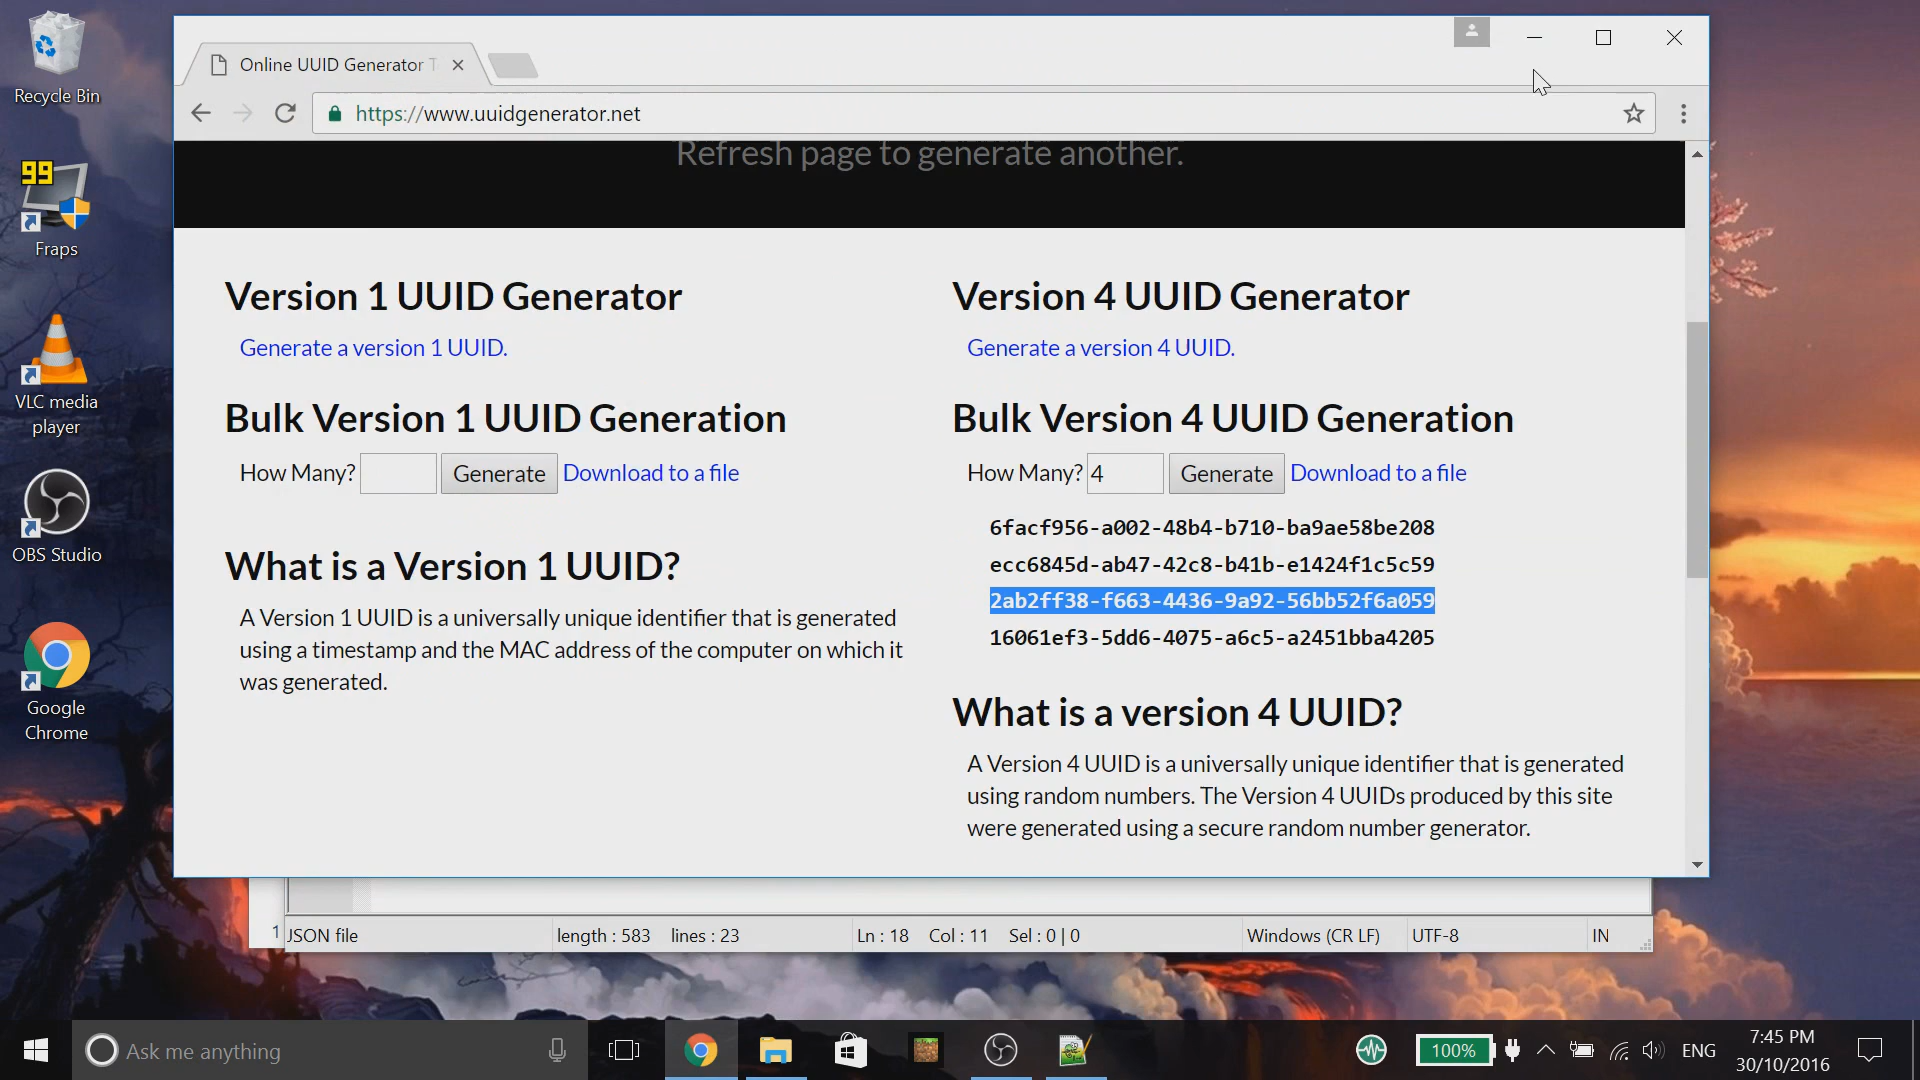 Recycle Bin
99
Fraps
VLC media
player
OBS Studio
Google
Chrome
Online UUID Generator T
https://www.uuidgenerator.net
Refresh page to generate another.
Version 1 UUID Generator
Generate a version 1 UUID.
Bulk Version 1 UUID Generation
How Many? Generate Download to a file
What is a Version 1 UUID?
A Version 1 UUID is a universally unique identifier that is generated
using a timestamp and the MAC address of the computer on which it
was generated.
Version 4 UUID Generator
Generate a version 4 UUID.
Bulk Version 4 UUID Generation
How Many? 4 Generate Download to a file
6facf956-a002-48b4-b710-ba9ae58be208
ecc6845d-ab47-42c8-b41b-e1424f1c5c59
2ab2ff38-f663-4436-9a92-56bb52f6a059
16061ef3-5dd6-4075-a6c5-a2451bba4205
What is a version 4 UUID?
A Version 4 UUID is a universally unique identifier that is generated
using random numbers. The Version 4 UUIDs produced by this site
were generated using a secure random number generator.
1 JSON file length : 583 lines : 23 Ln : 18 Col : 11 Sel : 0 | 0 Windows (CR LF) UTF-8 IN
Ask me anything
100%
ENG
7:45 PM
30/10/2016